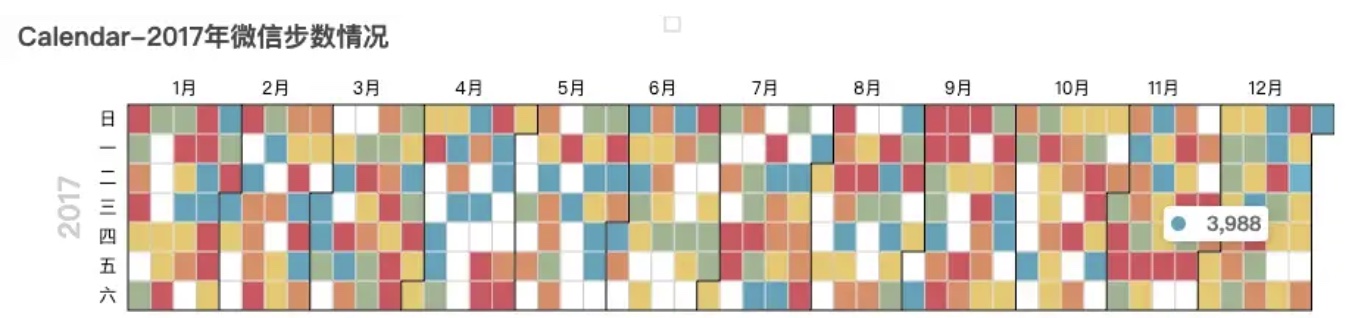 Calendar-2017年微信步数情况
1月 2月 3月 4月 5月 6月 7月 8月 9月 10月 11月 12月
2017
日
一
二
三
四
五
六
3,988